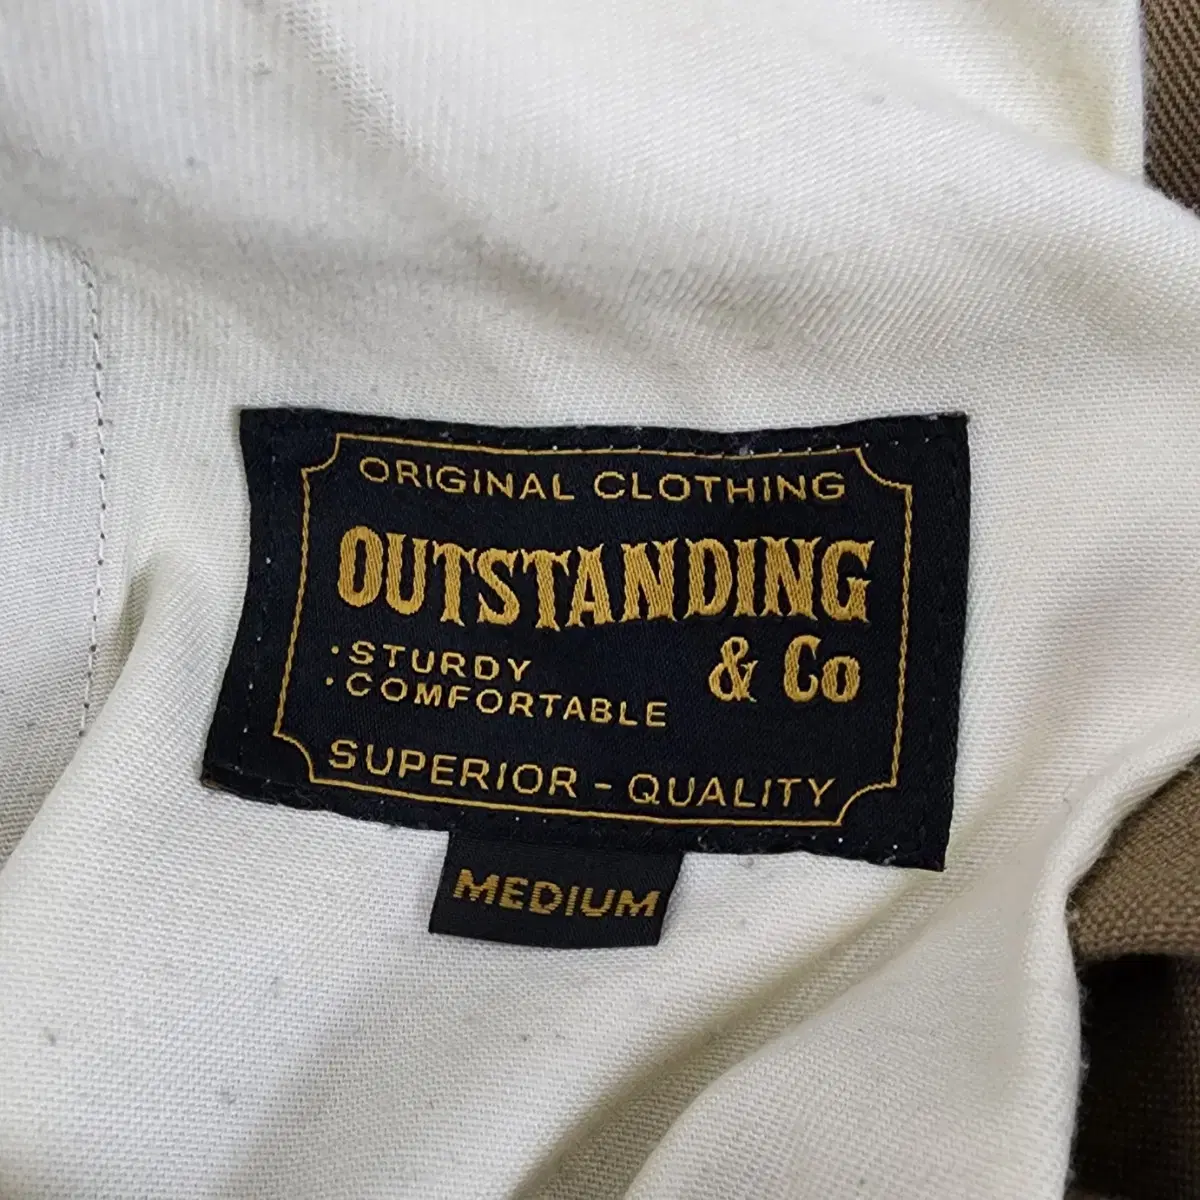 ORIGINAL CLOTHING
OUTSTANDING
& Co
·STURDY
·COMFORTABLE
SUPERIOR - QUALITY
MEDIUM